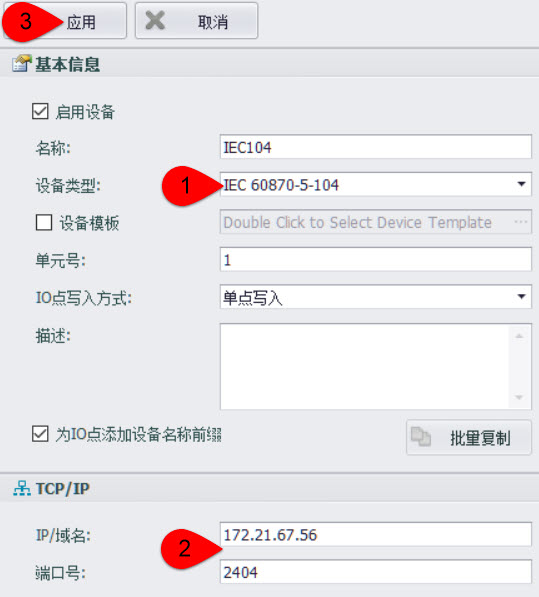 3 应用 取消
基本信息
启用设备
名称: IEC104
设备类型: 1 IEC 60870-5-104
设备模板 Double Click to Select Device Template ...
单元号: 1
IO点写入方式: 单点写入
描述:
为IO点添加设备名称前缀 批量复制
TCP/IP
IP/域名: 172.21.67.56
2
端口号: 2404